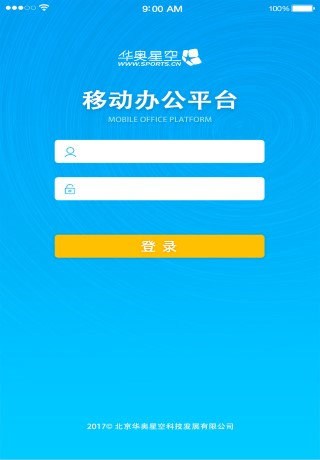 9:00 AM
100%
华奥星空
WWW.SPORTS.CN
移动办公平台
MOBILE OFFICE PLATFORM
登录
2017© 北京华奥星空科技发展有限公司